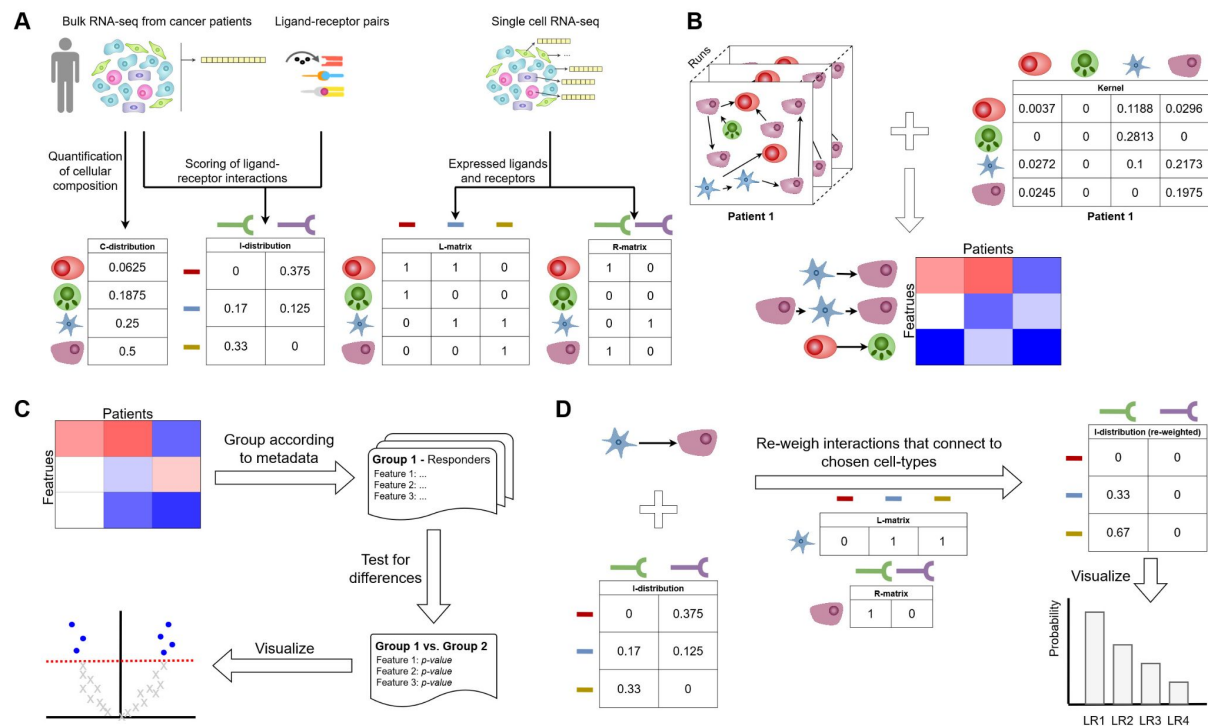 A
Bulk RNA-seq from cancer patients
Ligand-receptor pairs
Single cell RNA-seq
...
Quantification
of cellular
composition
Scoring of ligand-
receptor interactions
Expressed ligands
and receptors
C-distribution
0.0625
0.1875
0.25
0.5
I-distribution
0 0.375
0.17 0.125
0.33 0
L-matrix
1 1 0
1 0 0
0 1 1
0 0 1
R-matrix
1 0
0 0
0 1
1 0
B
Runs
Patient 1
Kernel
0.0037 0 0.1188 0.0296
0 0 0.2813 0
0.0272 0 0.1 0.2173
0.0245 0 0 0.1975
Patient 1
Patients
Featrues
C
Patients
Featrues
Group according
to metadata
Group 1 - Responders
Feature 1: ...
Feature 2: ...
Feature 3: ...
Test for
differences
Group 1 vs. Group 2
Feature 1: p-value
Feature 2: p-value
Feature 3: p-value
Visualize
D
I-distribution
0 0.375
0.17 0.125
0.33 0
Re-weigh interactions that connect to
chosen cell-types
L-matrix
0 1 1
R-matrix
1 0
I-distribution (re-weighted)
0 0
0.33 0
0.67 0
Visualize
Probability
LR1 LR2 LR3 LR4